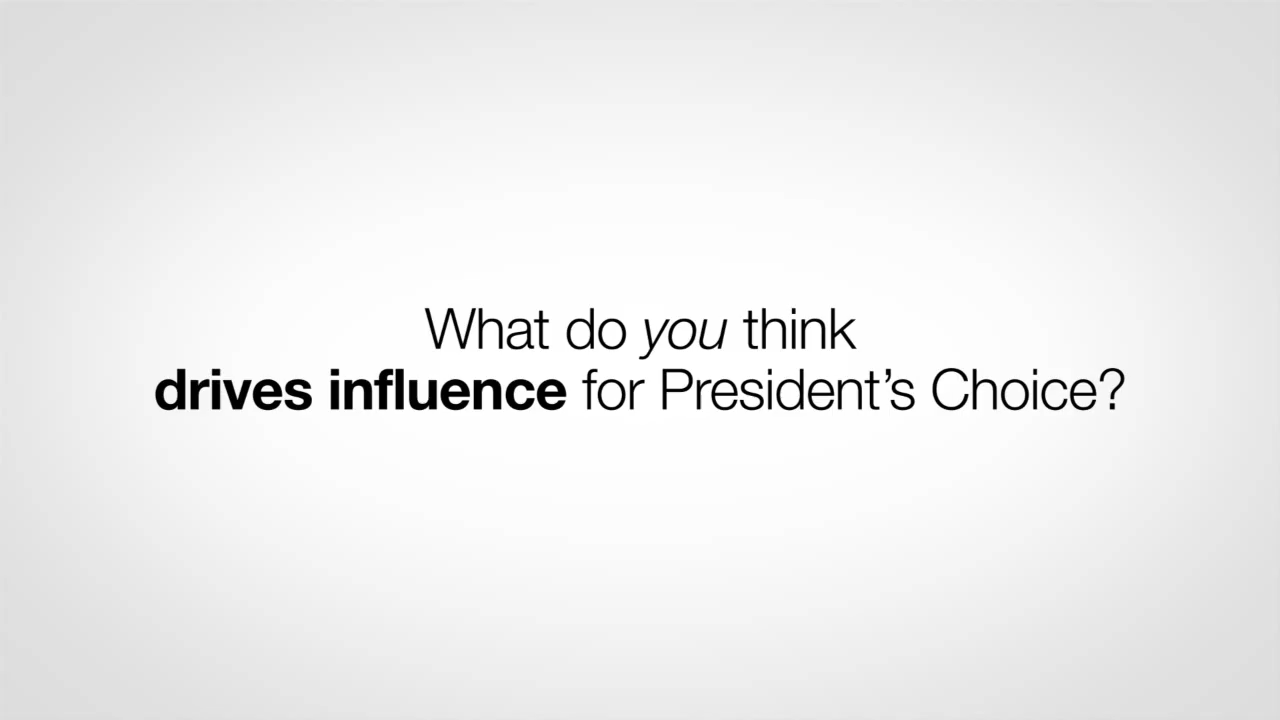 What do you think
drives influence for President’s Choice?